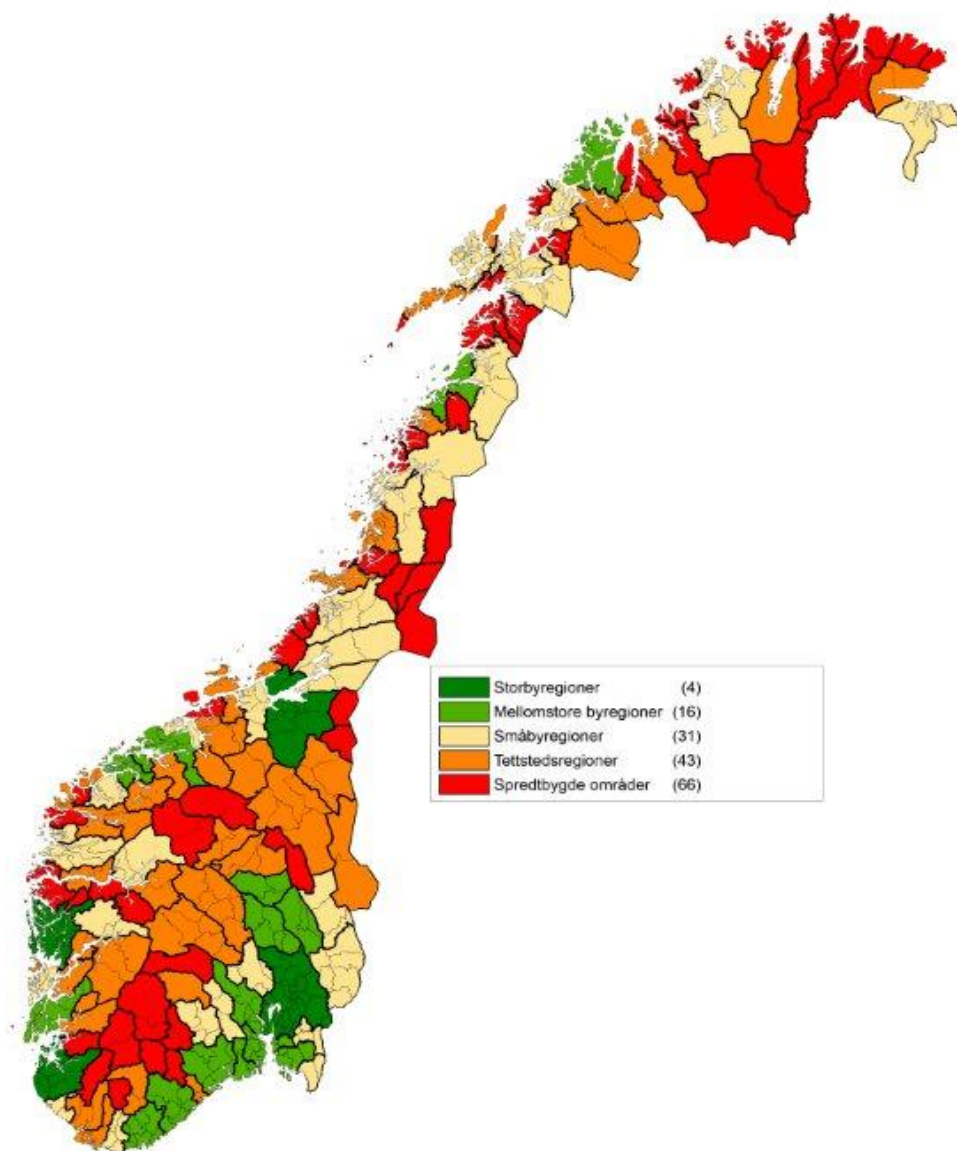 Storbyregioner (4)
Mellomstore byregioner (16)
Småbyregioner (31)
Tettstedsregioner (43)
Spredtbygde områder (66)